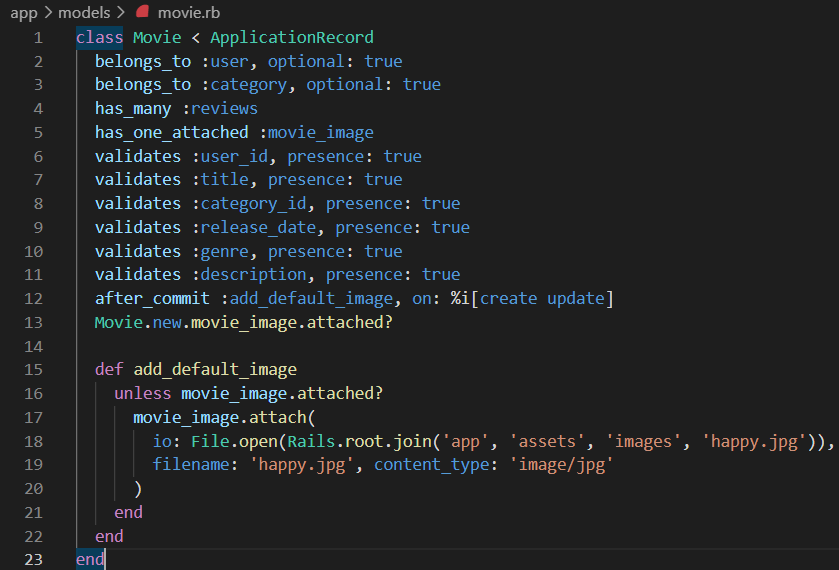 app > models > movie.rb
1 class Movie < ApplicationRecord
2 belongs_to :user, optional: true
3 belongs_to :category, optional: true
4 has_many :reviews
5 has_one_attached :movie_image
6 validates :user_id, presence: true
7 validates :title, presence: true
8 validates :category_id, presence: true
9 validates :release_date, presence: true
10 validates :genre, presence: true
11 validates :description, presence: true
12 after_commit :add_default_image, on: %i[create update]
13 Movie.new.movie_image.attached?
14
15 def add_default_image
16 unless movie_image.attached?
17 movie_image.attach(
18 io: File.open(Rails.root.join('app', 'assets', 'images', 'happy.jpg')),
19 filename: 'happy.jpg', content_type: 'image/jpg'
20 )
21 end
22 end
23 end